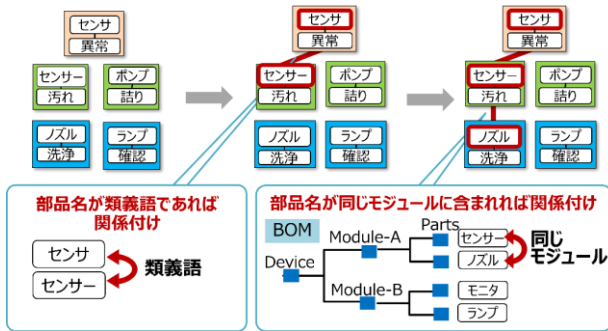 センサ
異常
センサー
汚れ
ポンプ
詰り
ノズル
洗浄
ランプ
確認
センサ
異常
センサー
汚れ
ポンプ
詰り
ノズル
洗浄
ランプ
確認
センサ
異常
センサー
汚れ
ポンプ
詰り
ノズル
洗浄
ランプ
確認
部品名が類義語であれば
関係付け
センサ
センサー
類義語
部品名が同じモジュールに含まれれば関係付け
BOM
Device
Module-A
Module-B
Parts
センサー
ノズル
モニタ
ランプ
同じ
モジュール